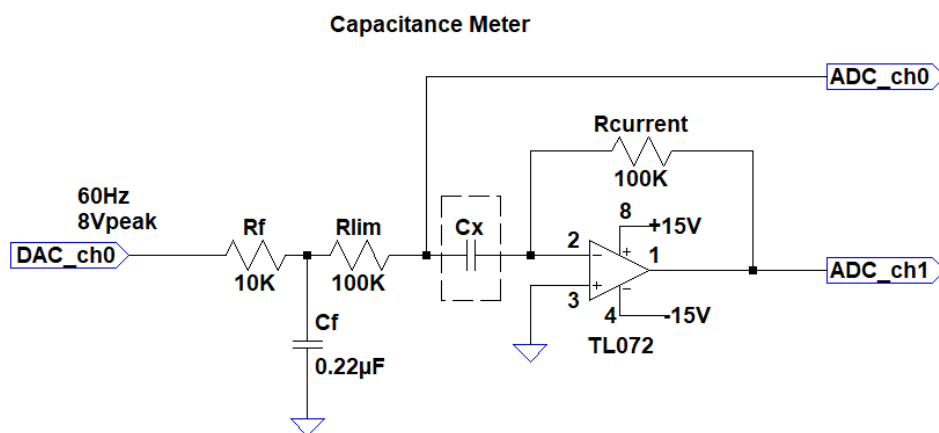 Capacitance Meter
ADC_ch0
Rcurrent
100K
60Hz
8Vpeak
DAC_ch0
Rf
10K
Rlim
100K
Cx
8
+15V
2
-
+
1
3
+
-
4
-15V
TL072
ADC_ch1
Cf
0.22µF